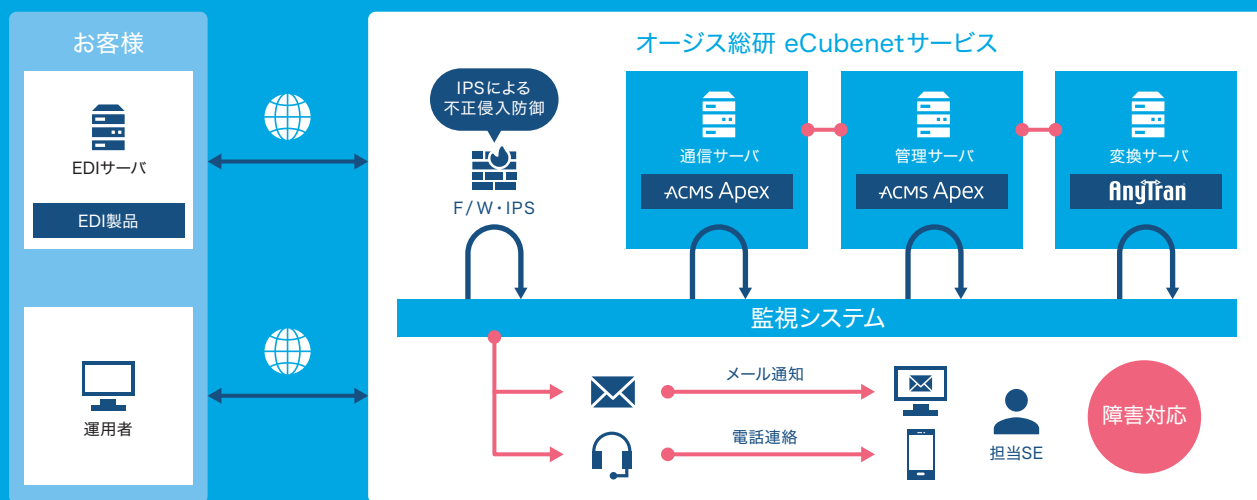 お客様
EDIサーバ
EDI製品
運用者
オージス総研 eCubenetサービス
IPSによる
不正侵入防御
F/W・IPS
通信サーバ
ACMS Apex
管理サーバ
ACMS Apex
変換サーバ
AnyTran
監視システム
メール通知
電話連絡
担当SE
障害対応